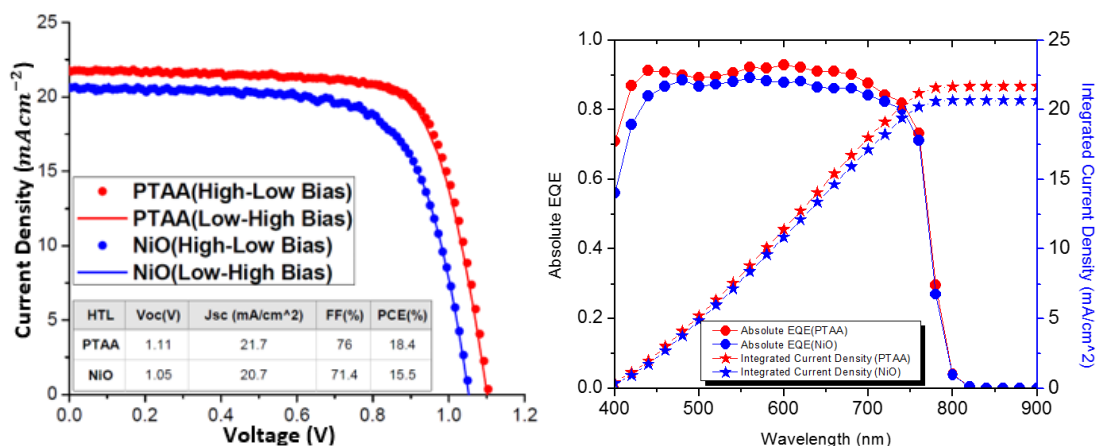 25
20
15
10
5
0
0.0 0.2 0.4 0.6 0.8 1.0 1.2
Current Density (mAcm⁻²)
Voltage (V)
PTAA(High-Low Bias)
PTAA(Low-High Bias)
NiO(High-Low Bias)
NiO(Low-High Bias)
HTL Voc(V) Jsc (mA/cm^2) FF(%) PCE(%)
PTAA 1.11 21.7 76 18.4
NiO 1.05 20.7 71.4 15.5
1.0
0.8
0.6
0.4
0.2
0.0
Absolute EQE
400 500 600 700 800 900
Wavelength (nm)
25
20
15
10
5
0
Integrated Current Density (mA/cm^2)
Absolute EQE(PTAA)
Absolute EQE(NiO)
Integrated Current Density (PTAA)
Integrated Current Density (NiO)